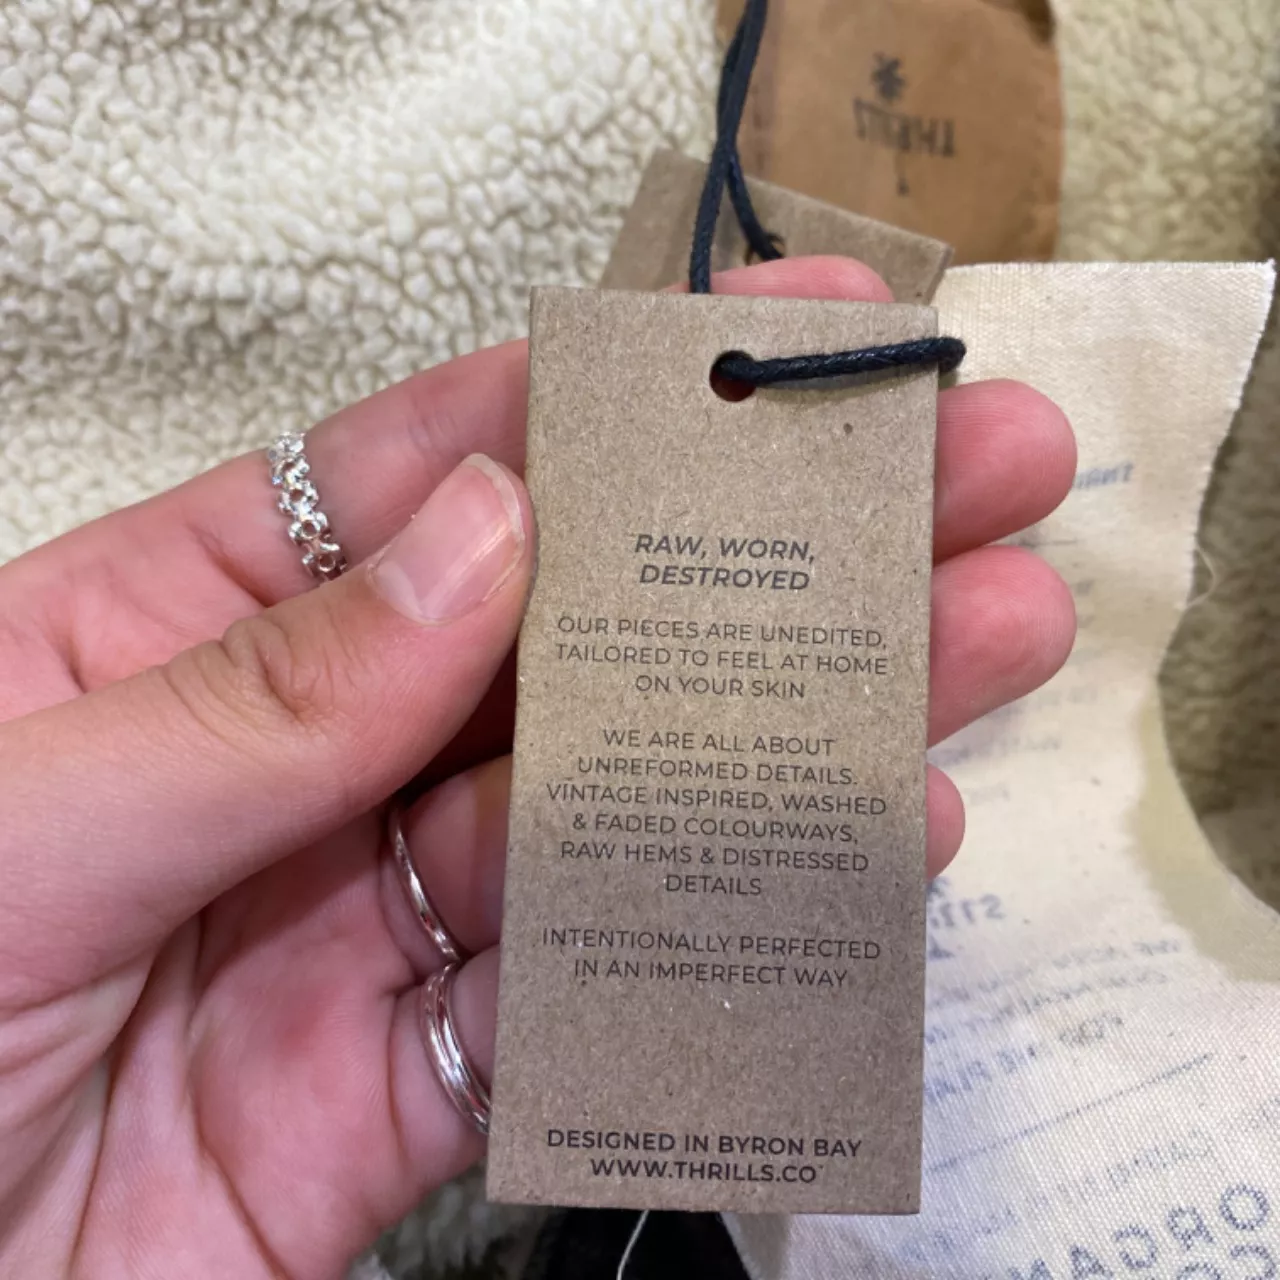 THRILLS
RAW, WORN,
DESTROYED
OUR PIECES ARE UNEDITED,
TAILORED TO FEEL AT HOME
ON YOUR SKIN
WE ARE ALL ABOUT
UNREFORMED DETAILS.
VINTAGE INSPIRED, WASHED
& FADED COLOURWAYS,
RAW HEMS & DISTRESSED
DETAILS
INTENTIONALLY PERFECTED
IN AN IMPERFECT WAY
DESIGNED IN BYRON BAY
WWW.THRILLS.CO